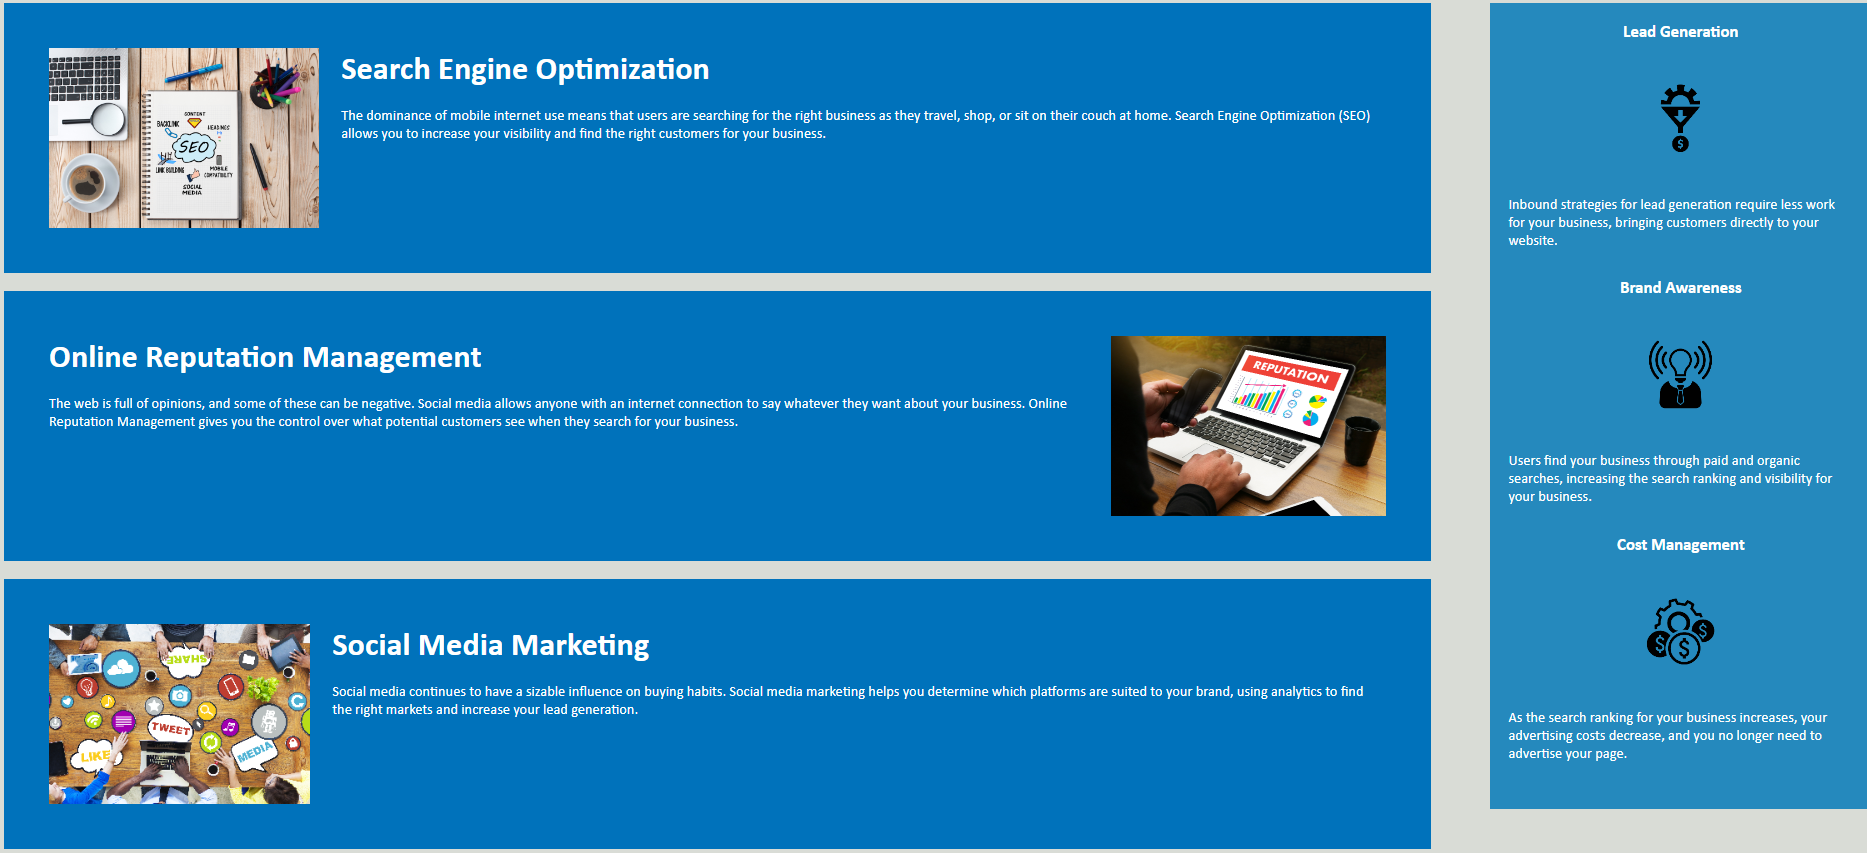 Search Engine Optimization
The dominance of mobile internet use means that users are searching for the right business as they travel, shop, or sit on their couch at home. Search Engine Optimization (SEO)
allows you to increase your visibility and find the right customers for your business.
CONTENT
BACKLINK
HEADINGS
SEO
LINK BUILDING
MOBILE
COMPATIBILITY
SOCIAL
MEDIA
Online Reputation Management
The web is full of opinions, and some of these can be negative. Social media allows anyone with an internet connection to say whatever they want about your business. Online
Reputation Management gives you the control over what potential customers see when they search for your business.
REPUTATION
Social Media Marketing
Social media continues to have a sizable influence on buying habits. Social media marketing helps you determine which platforms are suited to your brand, using analytics to find
the right markets and increase your lead generation.
SHARE
TWEET
LIKE
MEDIA
Lead Generation
$
Inbound strategies for lead generation require less work
for your business, bringing customers directly to your
website.
Brand Awareness
Users find your business through paid and organic
searches, increasing the search ranking and visibility for
your business.
Cost Management
$ $ $
As the search ranking for your business increases, your
advertising costs decrease, and you no longer need to
advertise your page.